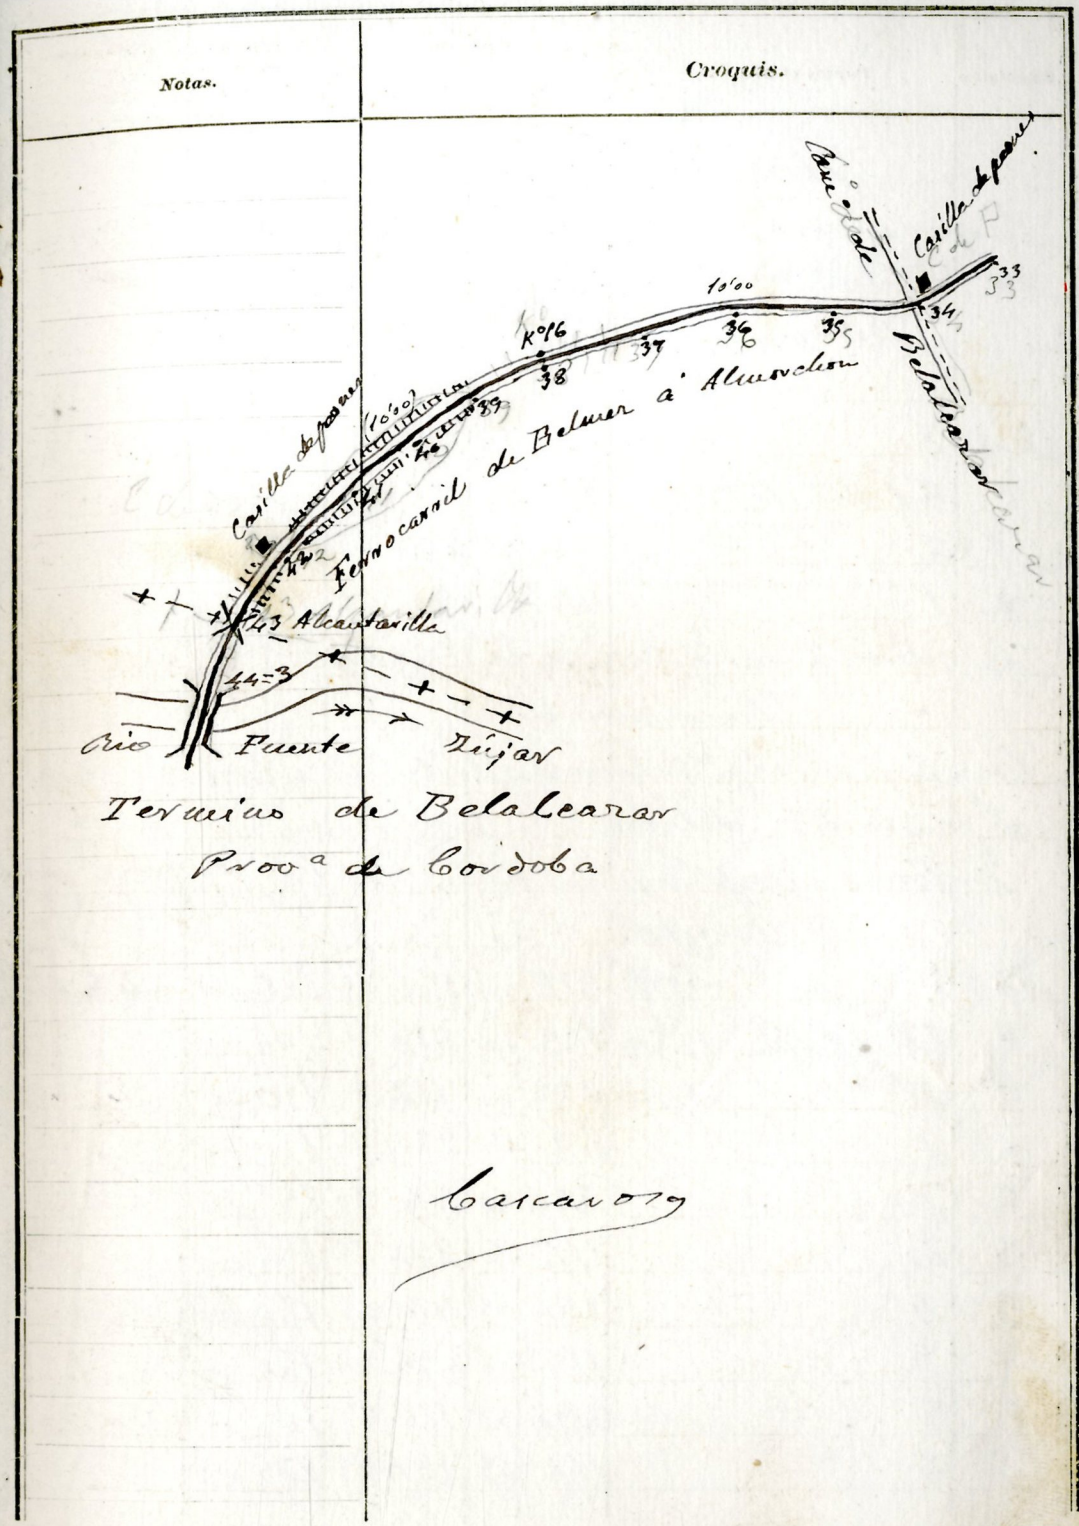 Notas.
Croquis.
Cam.º de
Belalcazar
Casilla de peones
33
34
35
36
10'00
37
Kº 16
38
39
(10'00)
40
41
Casilla de peones
42
Ferrocarril de Belmez á Almorchon
43 Alcantarilla
44=3
Rio Fuente Zújar
Termino de Belalcazar
Provª de Cordoba